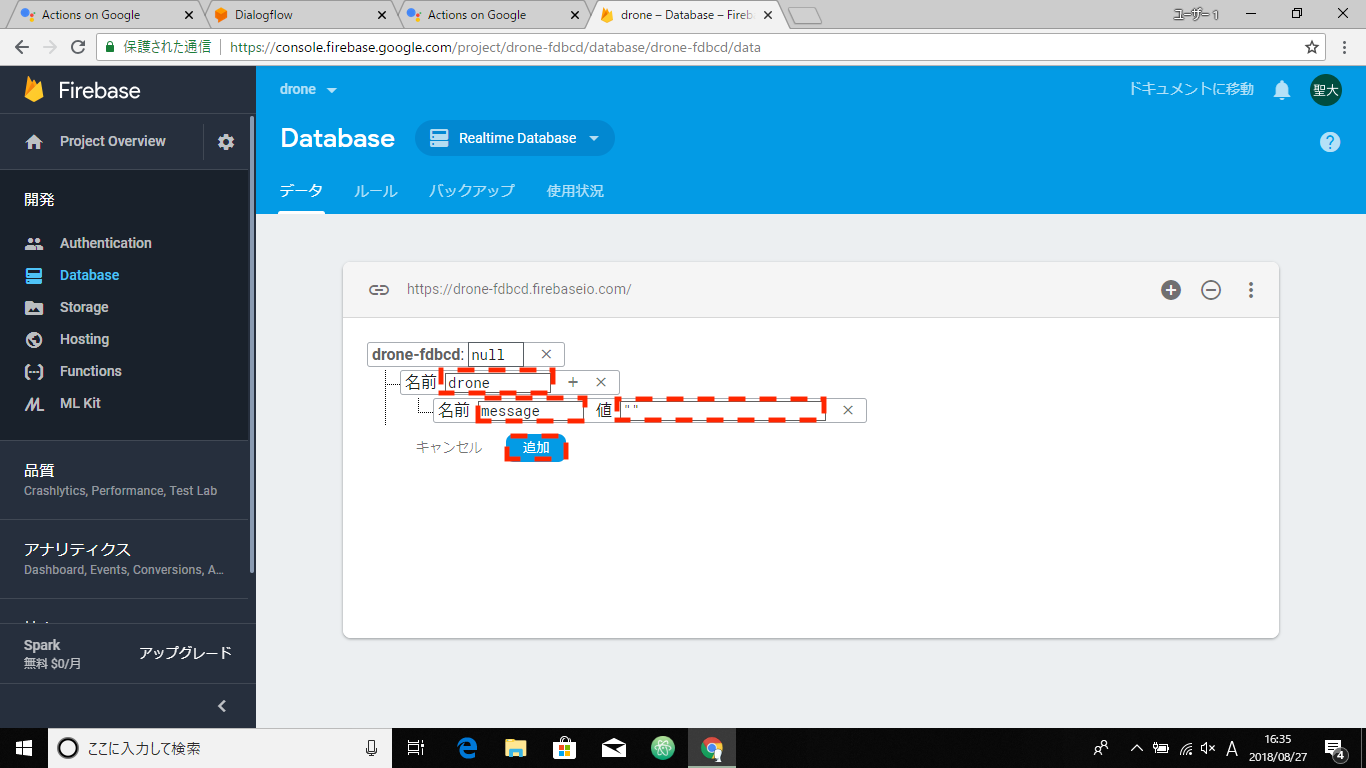 Actions on Google
Dialogflow
Actions on Google
drone – Database – Fireb
ユーザー 1
保護された通信
https://console.firebase.google.com/project/drone-fdbcd/database/drone-fdbcd/data
Firebase
drone
ドキュメントに移動
聖大
Project Overview
Database
Realtime Database
データ
ルール
バックアップ
使用状況
開発
Authentication
Database
Storage
Hosting
Functions
ML Kit
品質
Crashlytics, Performance, Test Lab
アナリティクス
Dashboard, Events, Conversions, A...
Spark
無料 $0/月
アップグレード
https://drone-fdbcd.firebaseio.com/
drone-fdbcd: null
名前 drone
名前 message 値 ""
キャンセル
追加
ここに入力して検索
A
16:35
2018/08/27
4